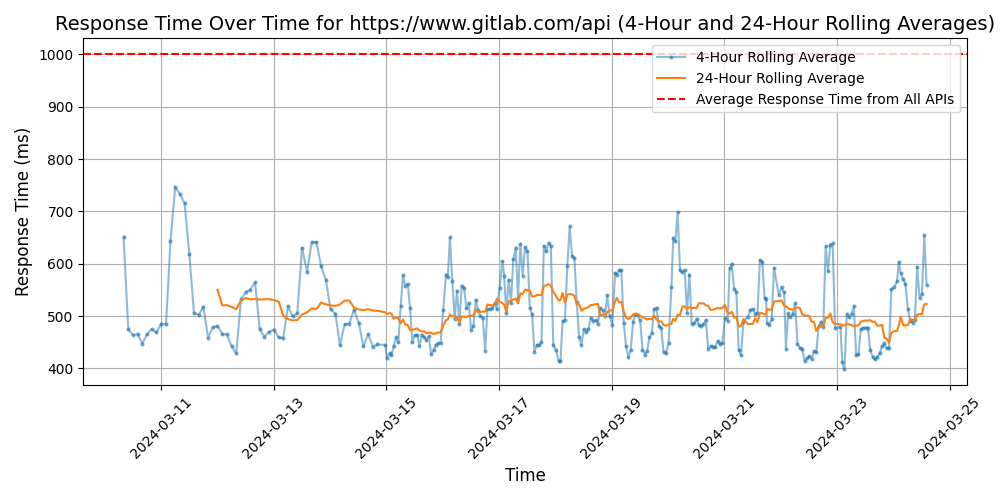 Response Time Over Time for https://www.gitlab.com/api (4-Hour and 24-Hour Rolling Averages)
4-Hour Rolling Average
24-Hour Rolling Average
Average Response Time from All APIs
Response Time (ms)
1000
900
800
700
600
500
400
2024-03-11
2024-03-13
2024-03-15
2024-03-17
2024-03-19
2024-03-21
2024-03-23
2024-03-25
Time